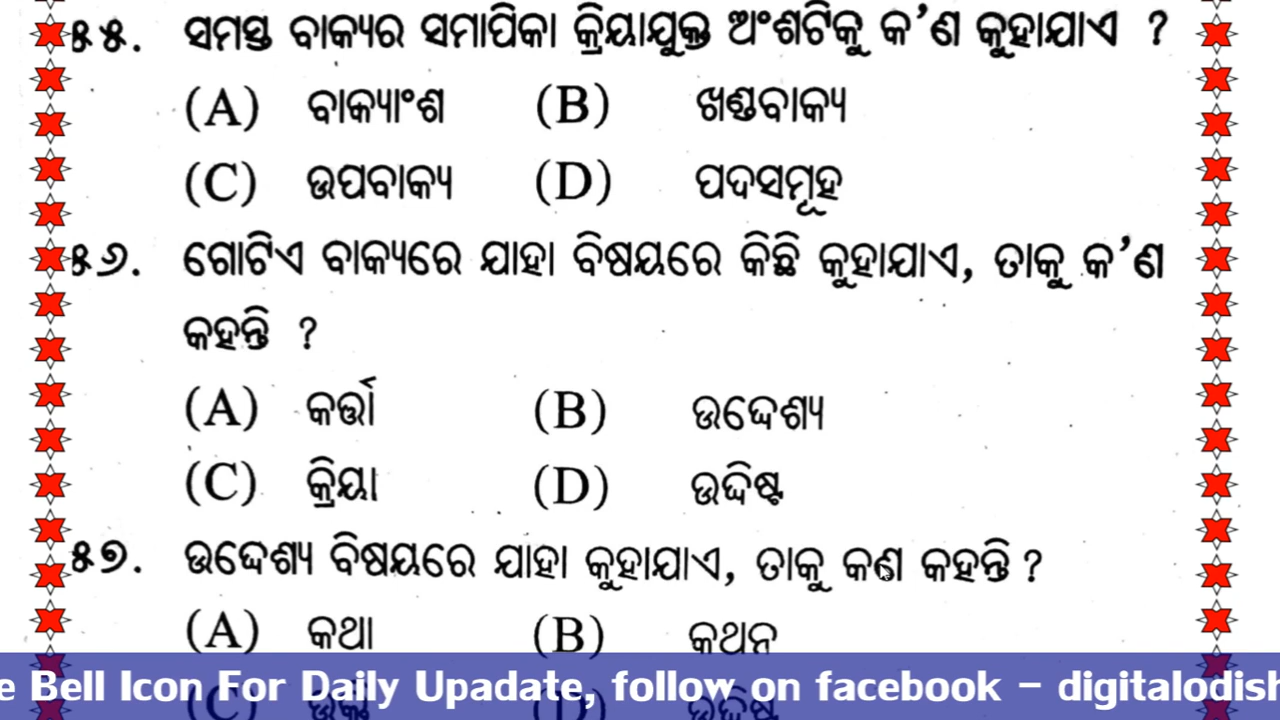 ୫୫. ସମସ୍ତ ବାକ୍ୟର ସମାପିକା କ୍ରିୟାଯୁକ୍ତ ଅଂଶଟିକୁ କ'ଣ କୁହାଯାଏ ?
(A) ବାକ୍ୟାଂଶ (B) ଖଣ୍ଡବାକ୍ୟ
(C) ଉପବାକ୍ୟ (D) ପଦସମୂହ
୫୬. ଗୋଟିଏ ବାକ୍ୟରେ ଯାହା ବିଷୟରେ କିଛି କୁହାଯାଏ, ତାକୁ କ'ଣ
କହନ୍ତି ?
(A) କର୍ତ୍ତା (B) ଉଦ୍ଦେଶ୍ୟ
(C) କ୍ରିୟା (D) ଉଦ୍ଦିଷ୍ଟ
୫୭. ଉଦ୍ଦେଶ୍ୟ ବିଷୟରେ ଯାହା କୁହାଯାଏ, ତାକୁ କଣ କହନ୍ତି ?
(A) କଥା (B) କଥନ
e Bell Icon For Daily Upadate, follow on facebook – digitalodish